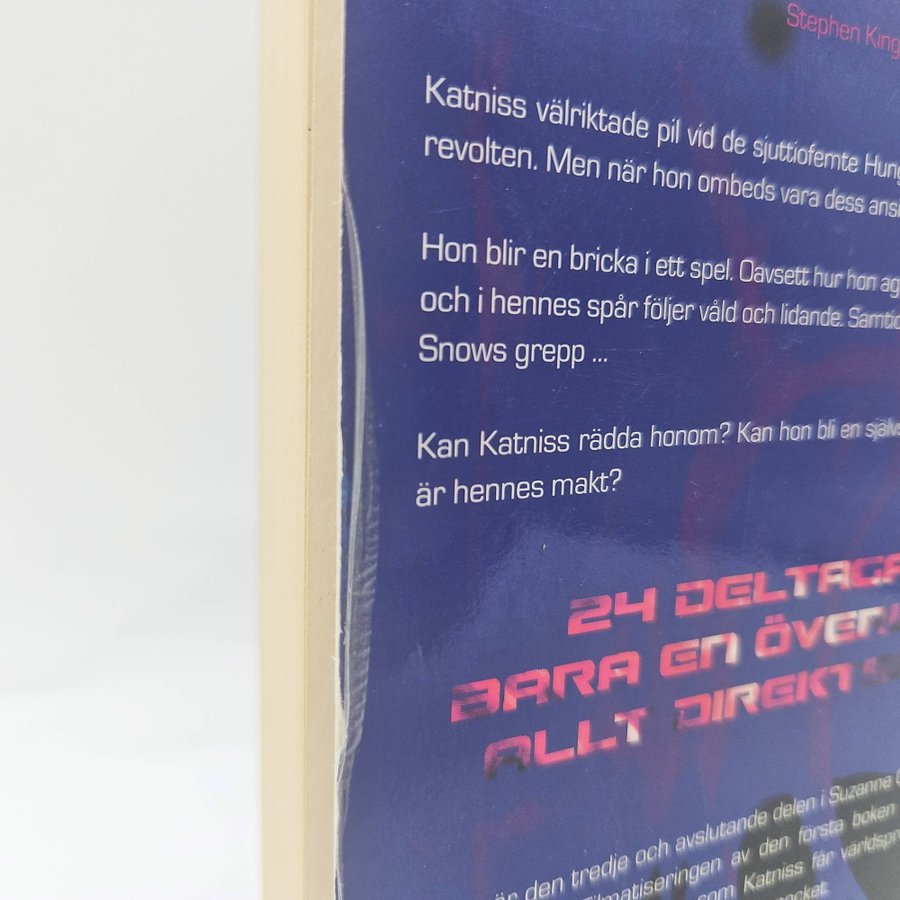 Stephen King
Katniss välriktade pil vid de sjuttiofemte Hung
revolten. Men när hon ombeds vara dess ansi
Hon blir en bricka i ett spel. Oavsett hur hon ag
och i hennes spår följer våld och lidande. Samtid
Snows grepp ...
Kan Katniss rädda honom? Kan hon bli en självs
är hennes makt?
24 DELTAGA
BARA EN ÖVER
ALLT DIREKT
är den tredje och avslutande delen i Suzanne C
Filmatiseringen av den första boken
som Katniss får världspr